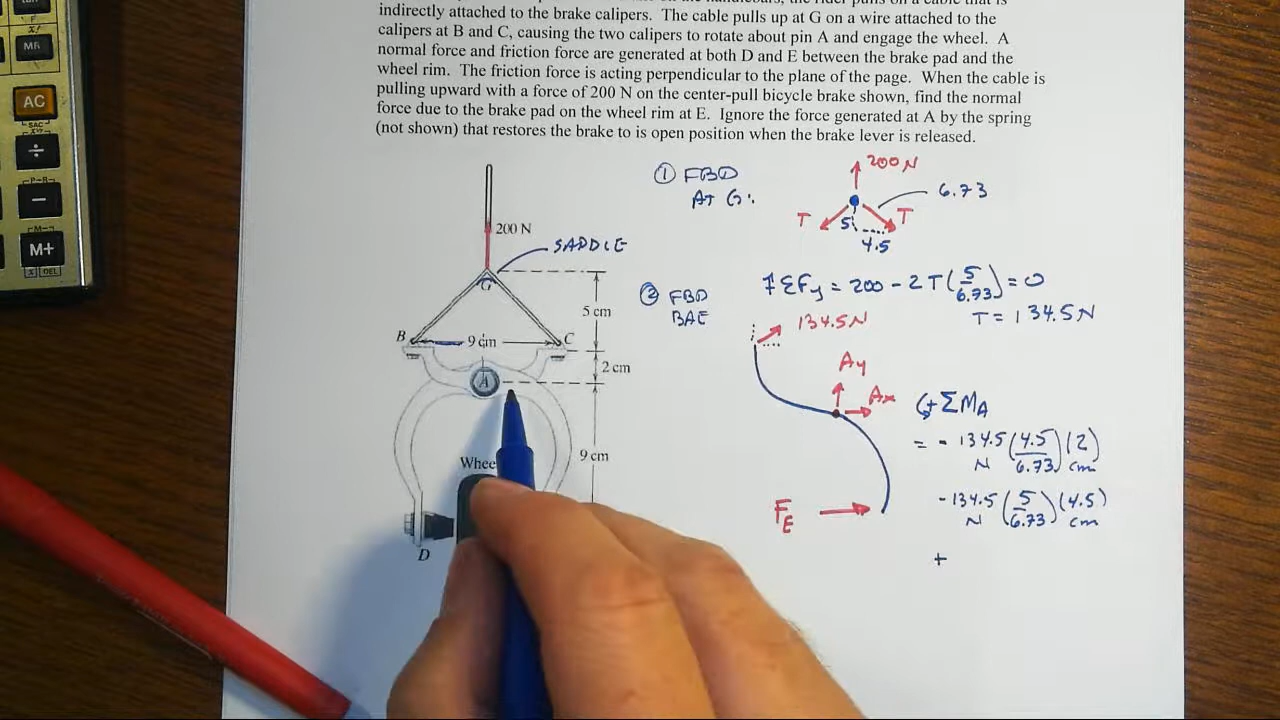 indirectly attached to the brake calipers. The cable pulls up at G on a wire attached to the
calipers at B and C, causing the two calipers to rotate about pin A and engage the wheel. A
normal force and friction force are generated at both D and E between the brake pad and the
wheel rim. The friction force is acting perpendicular to the plane of the page. When the cable is
pulling upward with a force of 200 N on the center-pull bicycle brake shown, find the normal
force due to the brake pad on the wheel rim at E. Ignore the force generated at A by the spring
(not shown) that restores the brake to is open position when the brake lever is released.
MR
AC
÷
−
M+
200 N
SADDLE
G
5 cm
B
9 cm
C
2 cm
A
9 cm
Whee
D
① FBD
AT G:
200 N
6.73
T
T
5
4.5
+ΣFy = 200 - 2T(5/6.73) = 0
T = 134.5 N
② FBD
BAE
134.5 N
Ay
Ax
FE
+ΣMA
= - 134.5 (4.5/6.73) (2)
N cm
- 134.5 (5/6.73) (4.5)
N cm
+